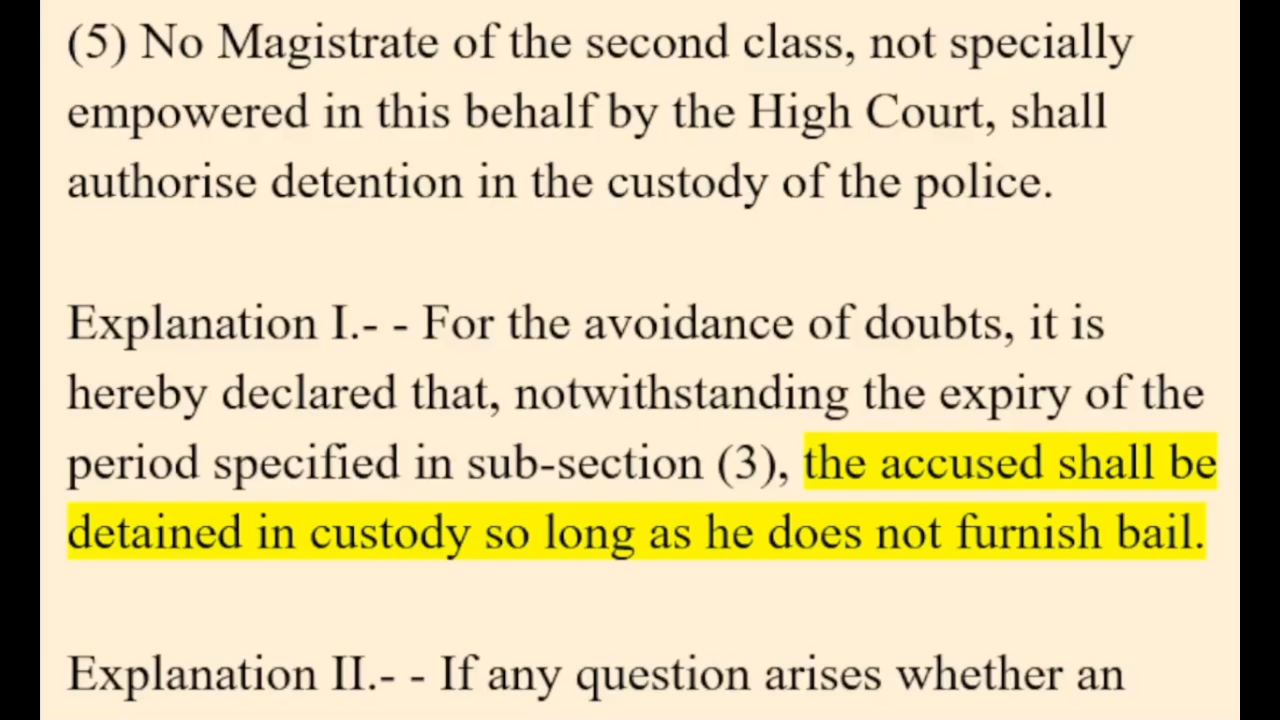 (5) No Magistrate of the second class, not specially
empowered in this behalf by the High Court, shall
authorise detention in the custody of the police.
Explanation I.- - For the avoidance of doubts, it is
hereby declared that, notwithstanding the expiry of the
period specified in sub-section (3), the accused shall be
detained in custody so long as he does not furnish bail.
Explanation II.- - If any question arises whether an